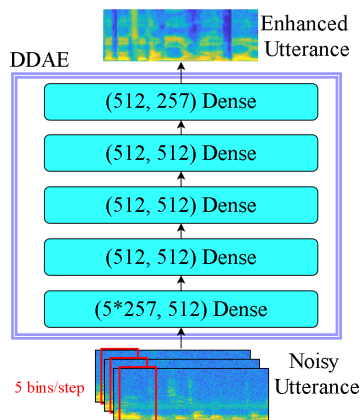 Enhanced
Utterance
DDAE
(512, 257) Dense
(512, 512) Dense
(512, 512) Dense
(512, 512) Dense
(5*257, 512) Dense
5 bins/step
Noisy
Utterance